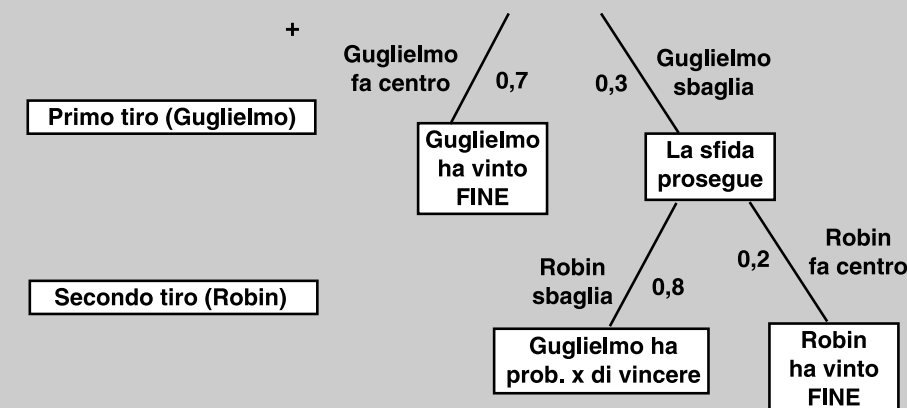 +
Guglielmo
fa centro
0,7
0,3
Guglielmo
sbaglia
Primo tiro (Guglielmo)
Guglielmo
ha vinto
FINE
La sfida
prosegue
Secondo tiro (Robin)
Robin
sbaglia
0,8
0,2
Robin
fa centro
Guglielmo ha
prob. x di vincere
Robin
ha vinto
FINE